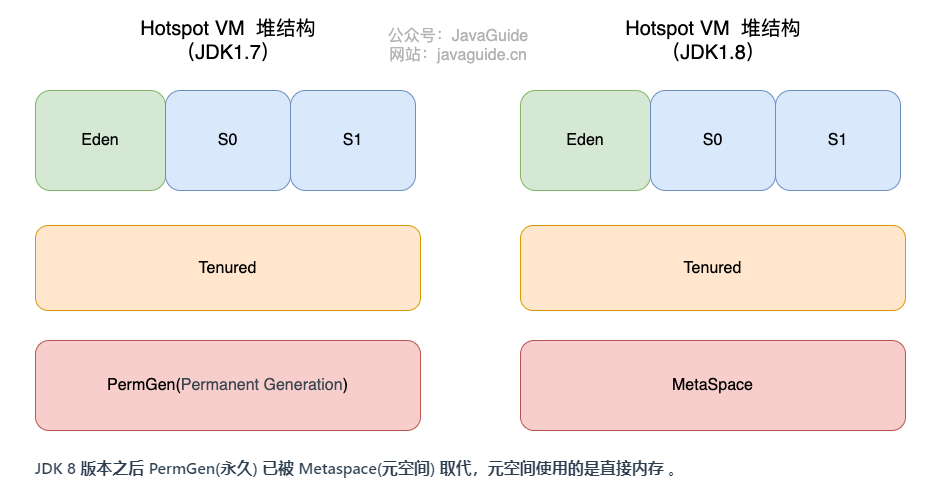 Hotspot VM 堆结构
（JDK1.7）
公众号：JavaGuide
网站：javaguide.cn
Hotspot VM 堆结构
（JDK1.8）
Eden
S0
S1
Eden
S0
S1
Tenured
Tenured
PermGen(Permanent Generation)
MetaSpace
JDK 8 版本之后 PermGen(永久) 已被 Metaspace(元空间) 取代，元空间使用的是直接内存 。